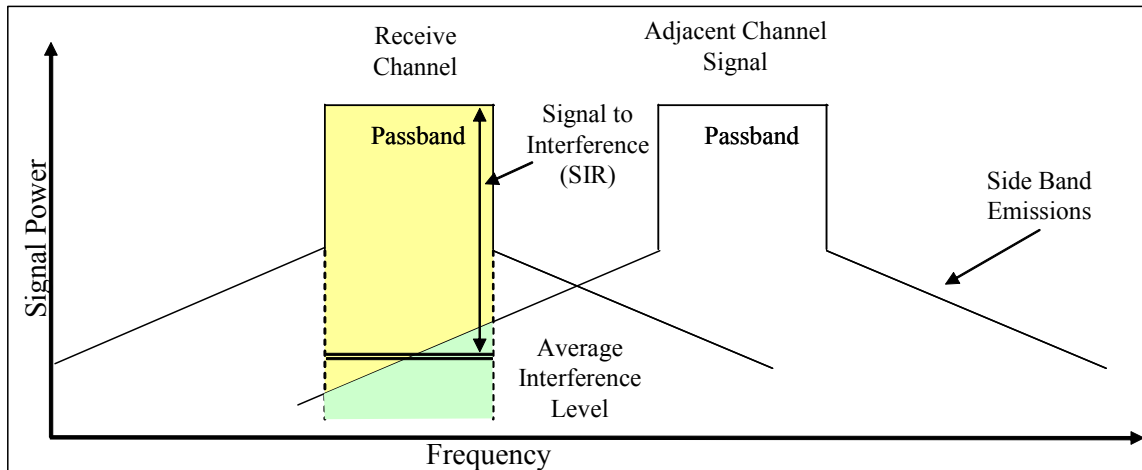 Receive
Channel
Adjacent Channel
Signal
Passband
Signal to
Interference
(SIR)
Passband
Side Band
Emissions
Signal Power
Average
Interference
Level
Frequency